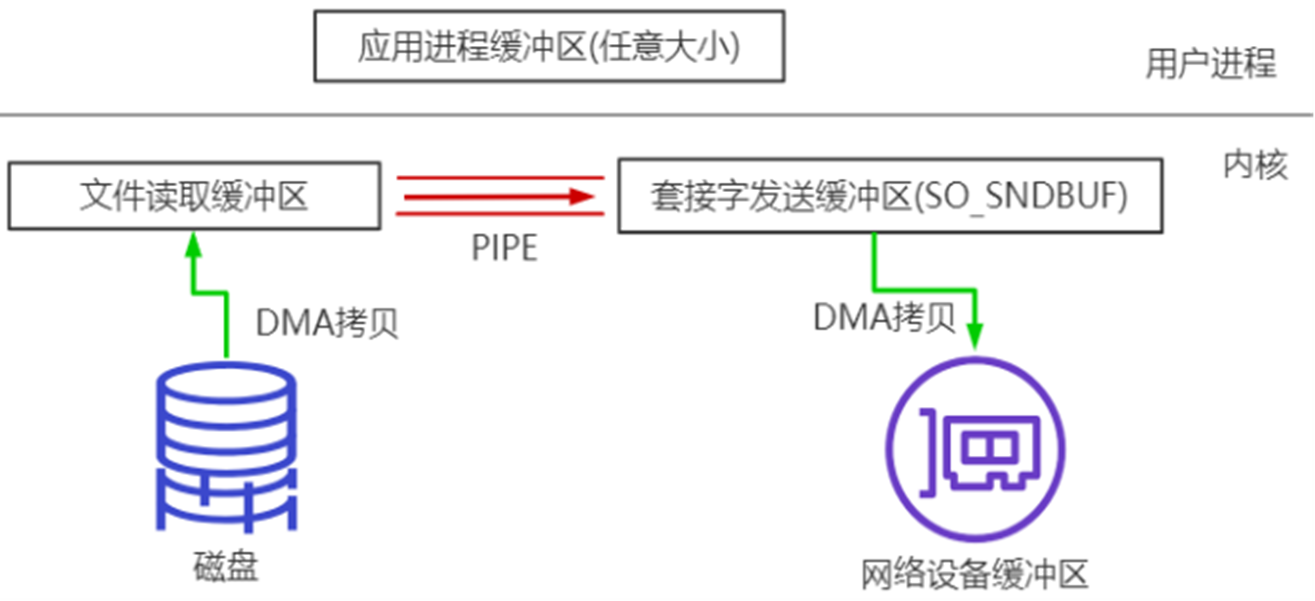 应用进程缓冲区(任意大小)
用户进程
内核
文件读取缓冲区
套接字发送缓冲区(SO_SNDBUF)
PIPE
DMA拷贝
DMA拷贝
磁盘
网络设备缓冲区